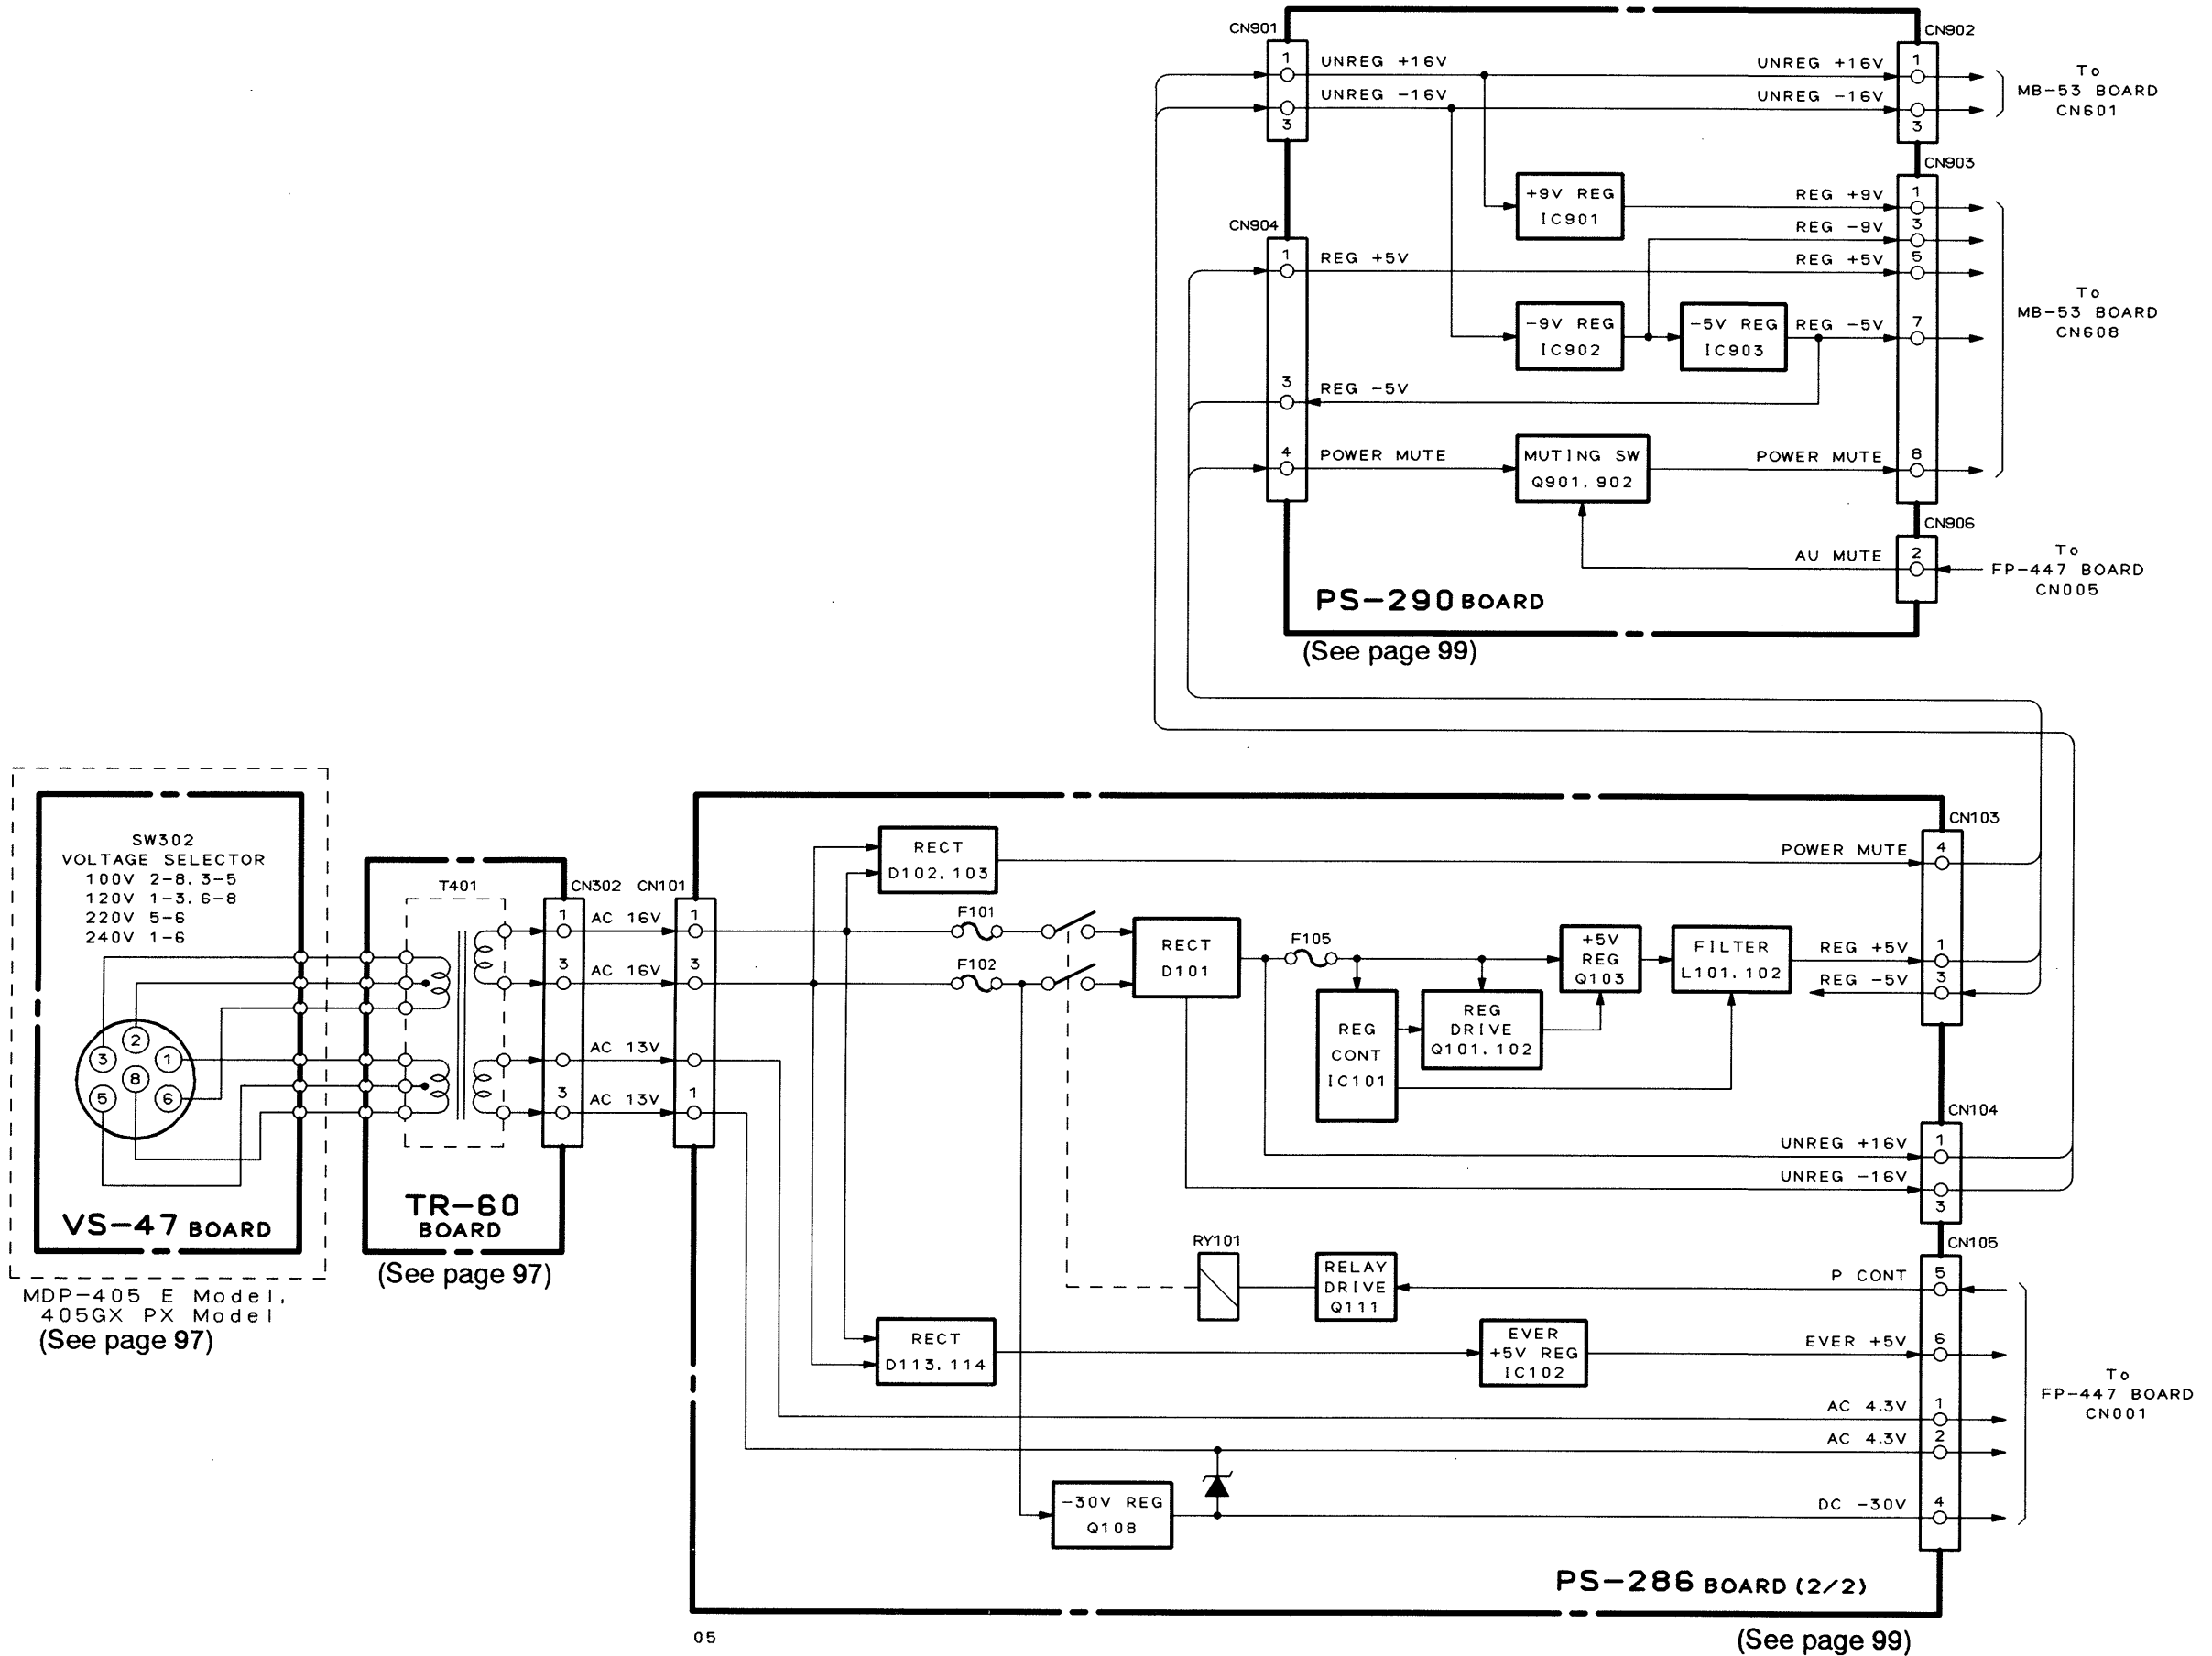 CN901
CN902
1
UNREG +16V
UNREG +16V
1
UNREG -16V
UNREG -16V
3
3
To
MB-53 BOARD
CN601
CN903
+9V REG
IC901
REG +9V
1
REG -9V
3
CN904
1
REG +5V
REG +5V
5
-9V REG
IC902
-5V REG
IC903
REG -5V
7
To
MB-53 BOARD
CN608
3
REG -5V
4
POWER MUTE
MUTING SW
Q901, 902
POWER MUTE
8
CN906
AU MUTE
2
To
FP-447 BOARD
CN005
PS-290 BOARD
(See page 99)
SW302
VOLTAGE SELECTOR
100V 2-8. 3-5
120V 1-3. 6-8
220V 5-6
240V 1-6
3
2
1
8
5
6
VS-47 BOARD
MDP-405 E Model,
405GX PX Model
(See page 97)
T401
CN302
CN101
1
AC 16V
1
3
AC 16V
3
AC 13V
3
AC 13V
1
TR-60
BOARD
(See page 97)
RECT
D102. 103
POWER MUTE
CN103
4
F101
F102
RECT
D101
F105
+5V
REG
Q103
FILTER
L101. 102
REG +5V
1
REG -5V
3
REG
CONT
IC101
REG
DRIVE
Q101. 102
CN104
UNREG +16V
1
UNREG -16V
3
RY101
RELAY
DRIVE
Q111
P CONT
CN105
5
RECT
D113. 114
EVER
+5V REG
IC102
EVER +5V
6
AC 4.3V
1
AC 4.3V
2
-30V REG
Q108
DC -30V
4
To
FP-447 BOARD
CN001
PS-286 BOARD (2/2)
05
(See page 99)